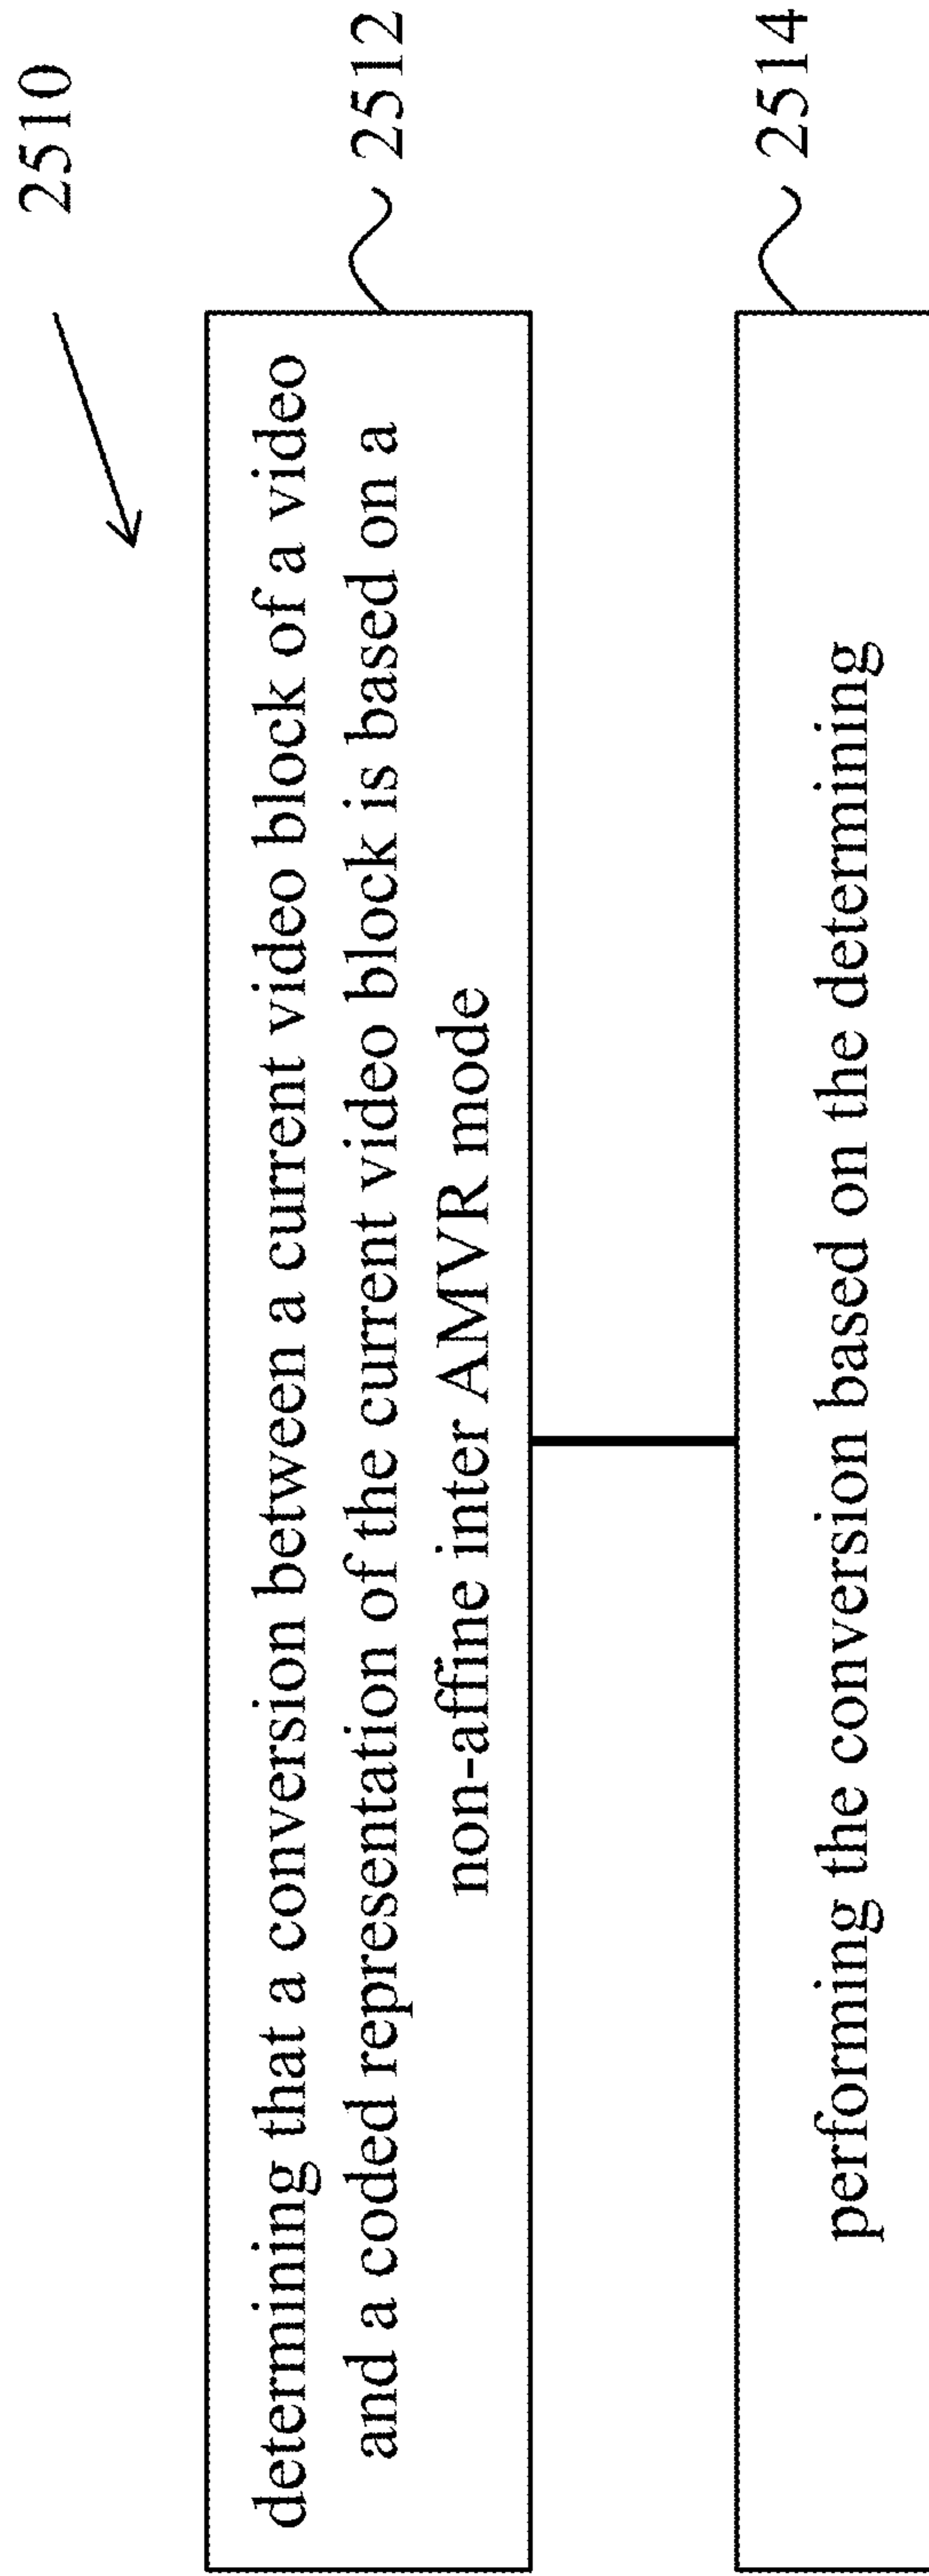 2510
determining that a conversion between a current video block of a video
and a coded representation of the current video block is based on a
non-affine inter AMVR mode
2512
performing the conversion based on the determining
2514